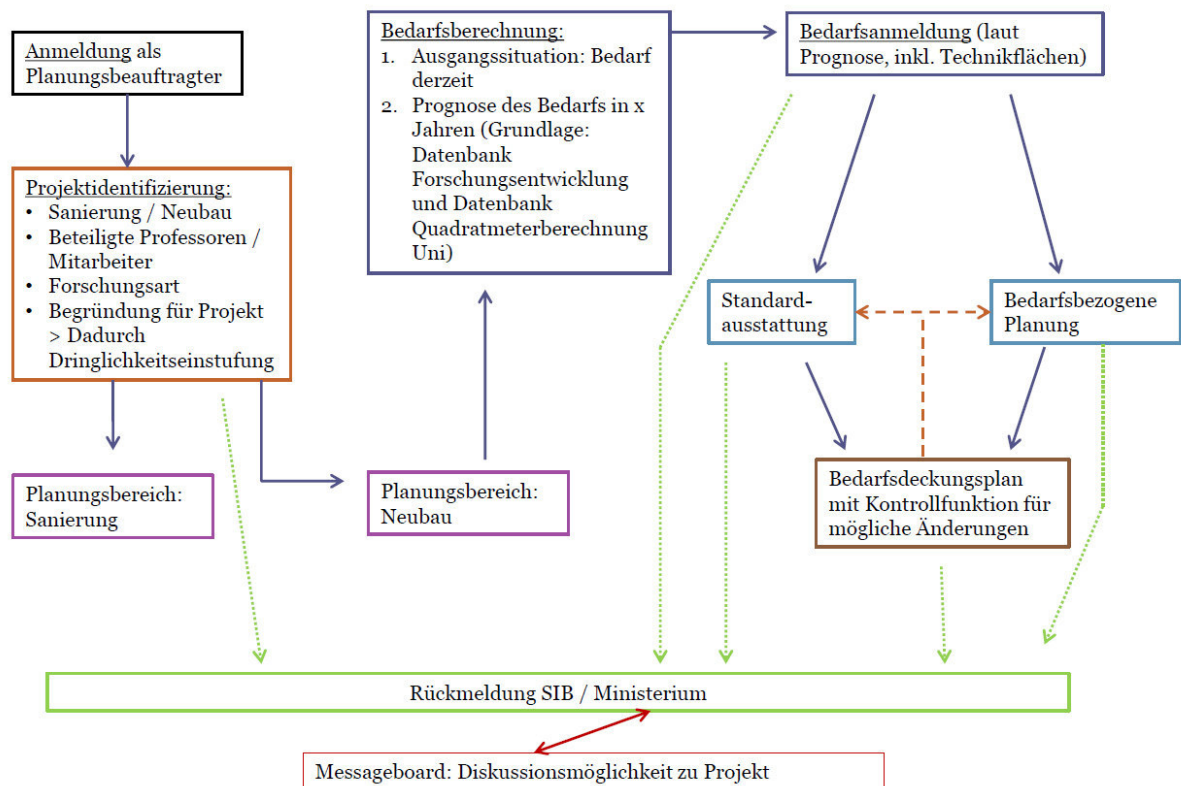 Anmeldung als
Planungsbeauftragter
Projektidentifizierung:
• Sanierung / Neubau
• Beteiligte Professoren /
Mitarbeiter
• Forschungsart
• Begründung für Projekt
> Dadurch
Dringlichkeitseinstufung
Planungsbereich:
Sanierung
Planungsbereich:
Neubau
Bedarfsberechnung:
1. Ausgangssituation: Bedarf
derzeit
2. Prognose des Bedarfs in x
Jahren (Grundlage:
Datenbank
Forschungsentwicklung
und Datenbank
Quadratmeterberechnung
Uni)
Bedarfsanmeldung (laut
Prognose, inkl. Technikflächen)
Standard-
ausstattung
Bedarfsbezogene
Planung
Bedarfsdeckungsplan
mit Kontrollfunktion für
mögliche Änderungen
Rückmeldung SIB / Ministerium
Messageboard: Diskussionsmöglichkeit zu Projekt